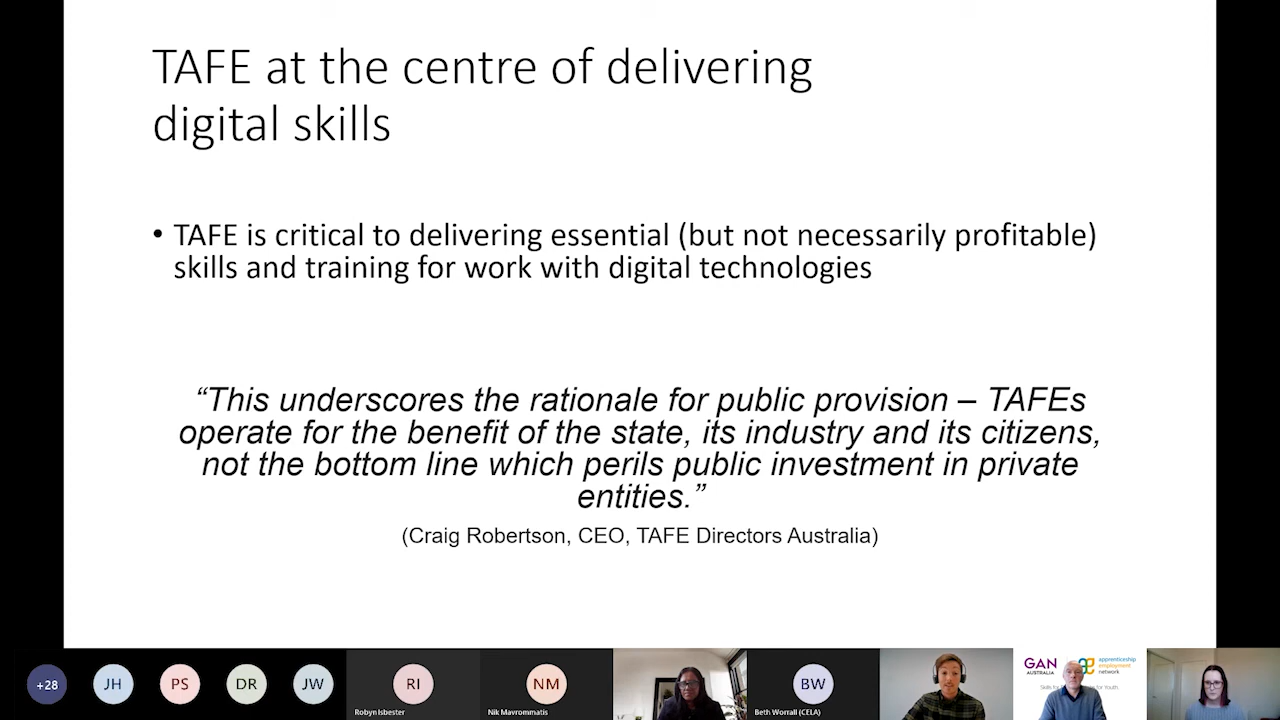 TAFE at the centre of delivering
digital skills
• TAFE is critical to delivering essential (but not necessarily profitable)
skills and training for work with digital technologies
“This underscores the rationale for public provision – TAFEs
operate for the benefit of the state, its industry and its citizens,
not the bottom line which perils public investment in private
entities.”
(Craig Robertson, CEO, TAFE Directors Australia)
+28
JH
PS
DR
JW
RI
Robyn Isbester
NM
Nik Mavrommatis
BW
Beth Worrall (CELA)
GAN
AUSTRALIA
apprenticeship
employment
network
Skills for
for Youth.